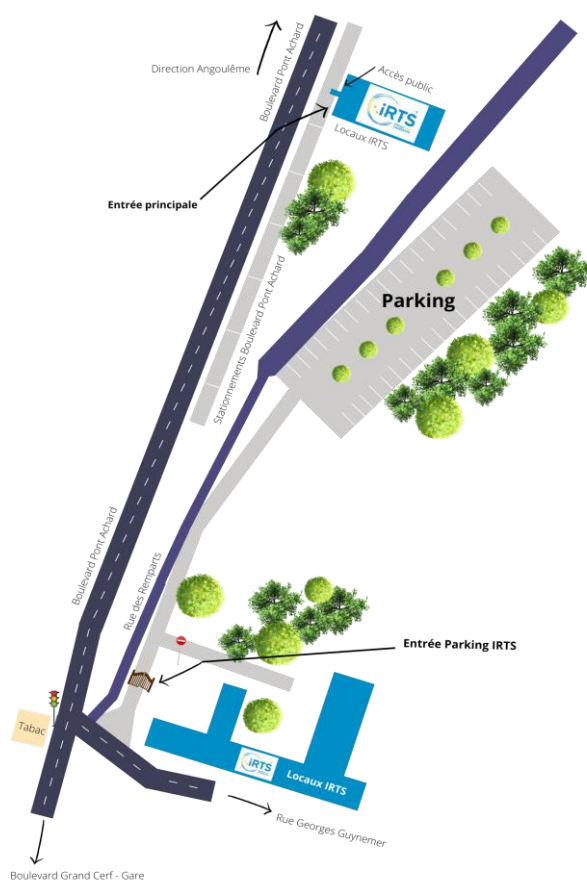 Direction Angoulême
Boulevard Pont Achard
Accès public
iRTS
Locaux IRTS
Entrée principale
Stationnements Boulevard Pont Achard
Parking
Boulevard Pont Achard
Rue des Remparts
Entrée Parking IRTS
Tabac
iRTS
Locaux IRTS
Rue Georges Guynemer
Boulevard Grand Cerf - Gare